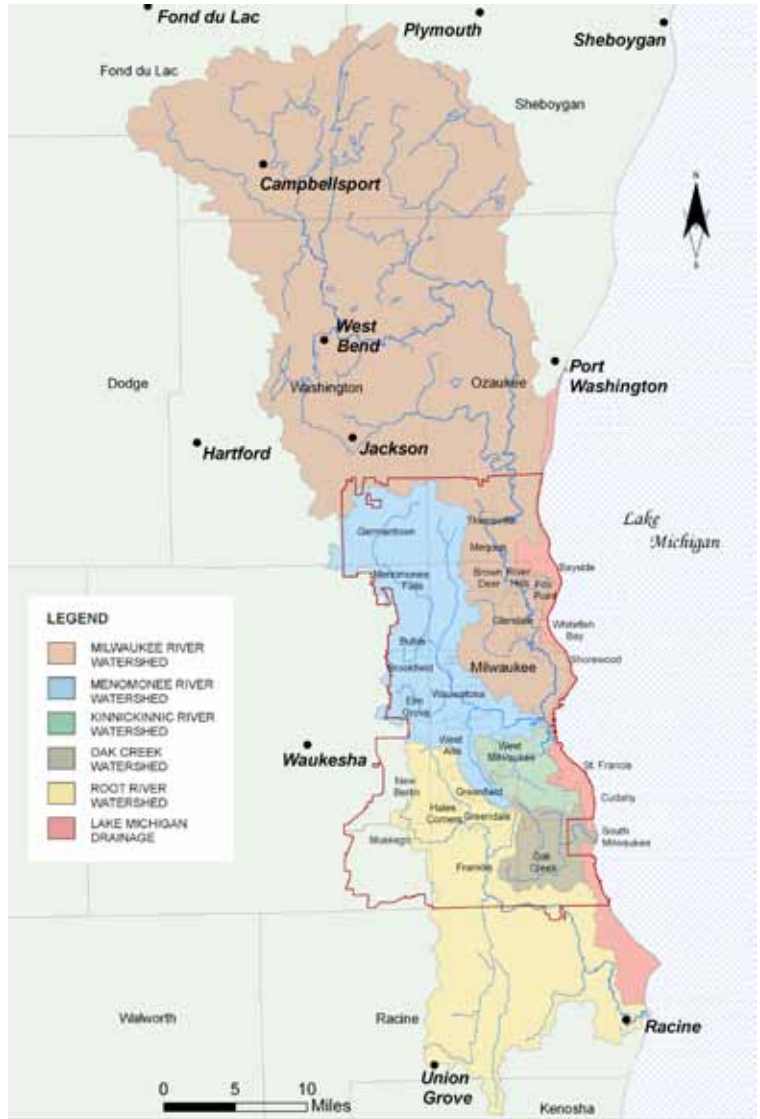 Fond du Lac
Plymouth
Sheboygan
Fond du Lac
Sheboygan
N
Campbellsport
S
West
Bend
Port
Washington
Dodge
Washington
Ozaukee
Hartford
Jackson
Lake
Michigan
Thiensville
Germantown
Mequon
Bayside
Menomonee
Falls
Brown
Deer
River
Hills
Fox
Point
Glendale
Whitefish
Bay
Butler
Shorewood
Brookfield
Milwaukee
Wauwatosa
Elm
Grove
LEGEND
MILWAUKEE RIVER
WATERSHED
MENOMONEE RIVER
WATERSHED
KINNICKINNIC RIVER
WATERSHED
OAK CREEK
WATERSHED
ROOT RIVER
WATERSHED
LAKE MICHIGAN
DRAINAGE
Waukesha
West
Allis
West
Milwaukee
St. Francis
New
Berlin
Greenfield
Cudahy
Hales
Corners
Greendale
South
Milwaukee
Muskego
Franklin
Oak
Creek
Walworth
Racine
Racine
Union
Grove
Kenosha
0 5 10
Miles